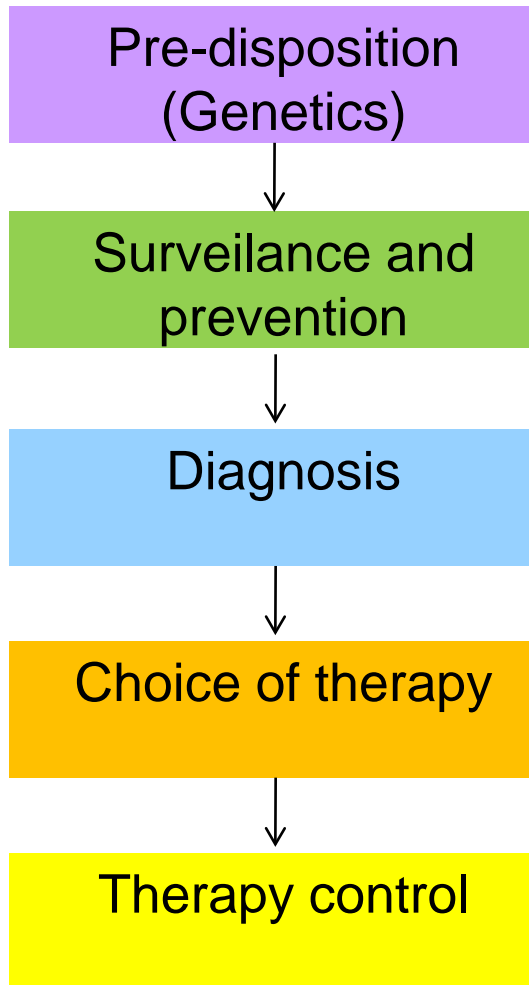 Pre-disposition
(Genetics)
Surveilance and
prevention
Diagnosis
Choice of therapy
Therapy control